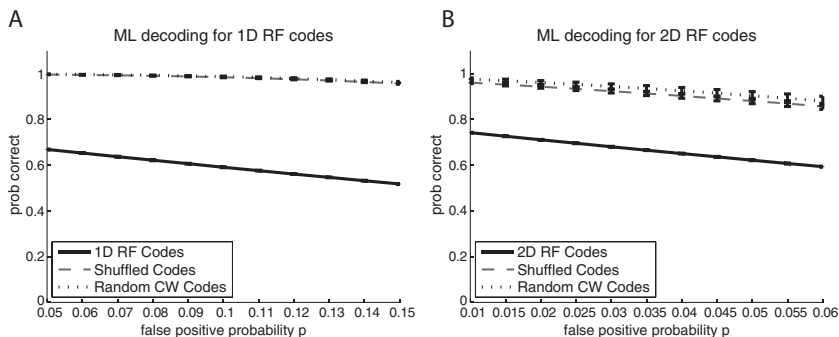 A
ML decoding for 1D RF codes
prob correct
1
0.8
0.6
0.4
0.2
0
1D RF Codes
Shuffled Codes
Random CW Codes
0.05 0.06 0.07 0.08 0.09 0.1 0.11 0.12 0.13 0.14 0.15
false positive probability p
B
ML decoding for 2D RF codes
prob correct
1
0.8
0.6
0.4
0.2
0
2D RF Codes
Shuffled Codes
Random CW Codes
0.01 0.015 0.02 0.025 0.03 0.035 0.04 0.045 0.05 0.055 0.06
false positive probability p